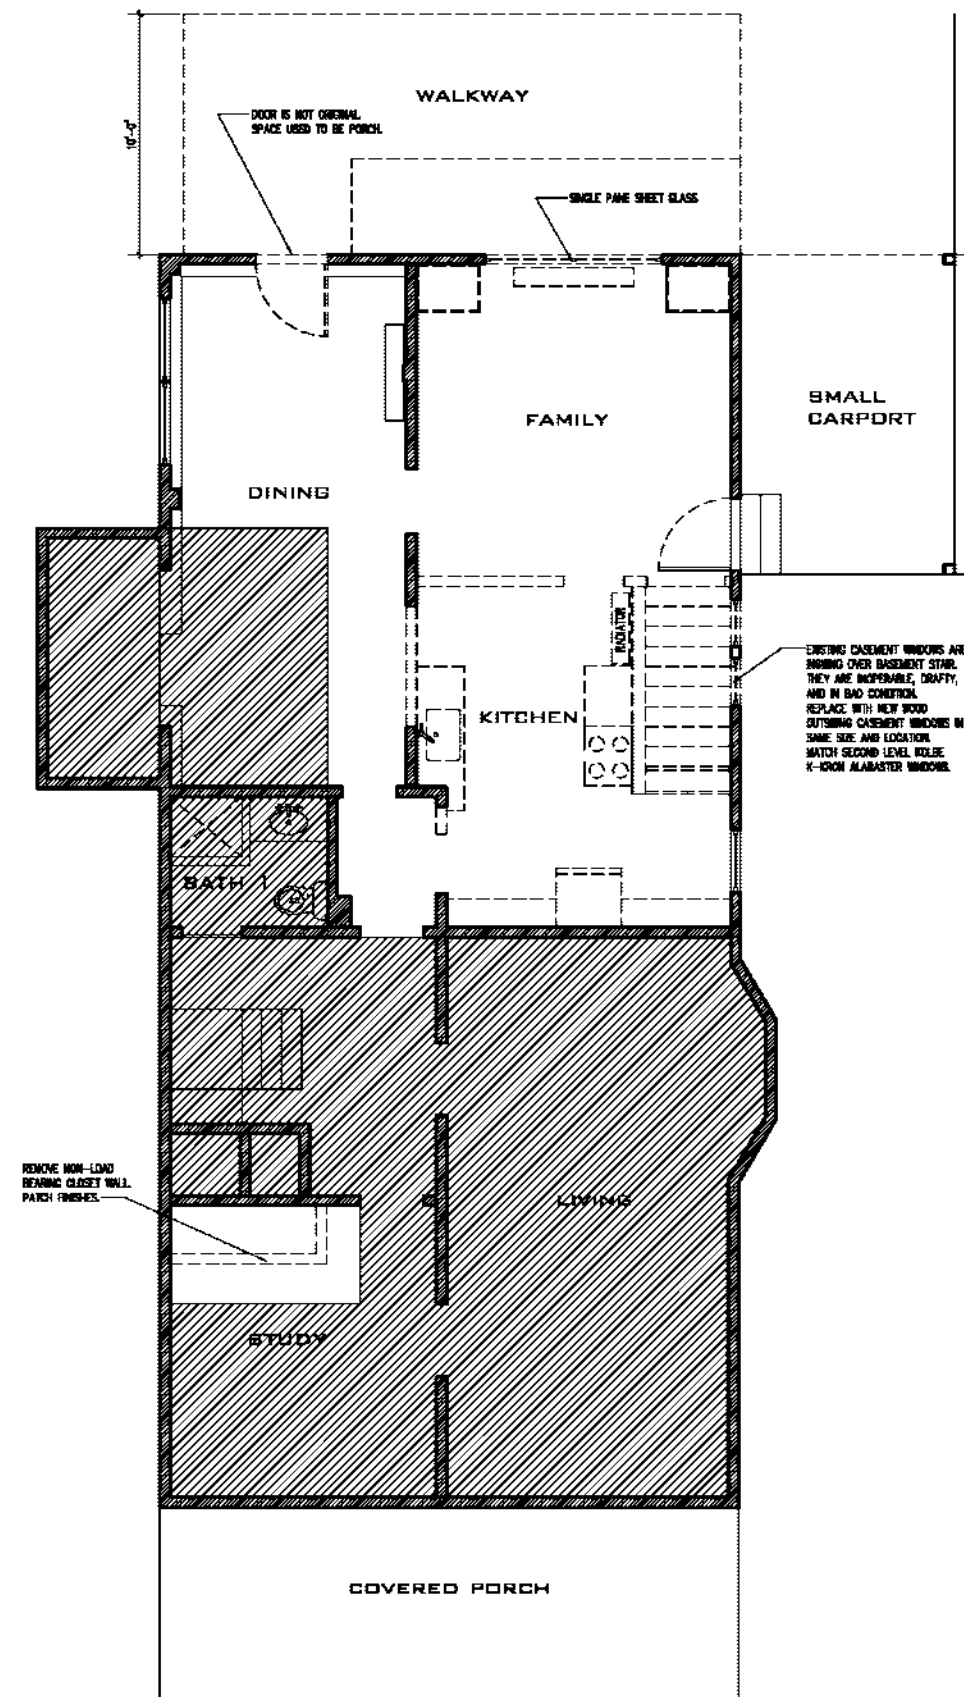 WALKWAY
DOOR IS NOT ORIGINAL.
SPACE USED TO BE PORCH.
10'-0"
SINGLE PANE SHEET GLASS
SMALL
CARPORT
FAMILY
DINING
RADIATOR
EXISTING CASEMENT WINDOWS ARE
INSWING OVER BASEMENT STAIR.
THEY ARE INOPERABLE, DRAFTY,
AND IN BAD CONDITION.
REPLACE WITH NEW WOOD
OUTSWING CASEMENT WINDOWS IN
SAME SIZE AND LOCATION.
MATCH SECOND LEVEL KOLBE
K-KRON ALABASTER WINDOWS.
KITCHEN
BATH 1
REMOVE NON-LOAD
BEARING CLOSET WALL.
PATCH FINISHES.
LIVING
STUDY
COVERED PORCH